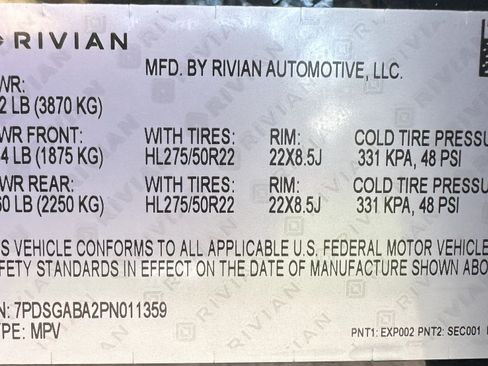 RIVIAN
MFD. BY RIVIAN AUTOMOTIVE, LLC.
WR:
2 LB (3870 KG)
WR FRONT: WITH TIRES: RIM: COLD TIRE PRESSU
4 LB (1875 KG) HL275/50R22 22X8.5J 331 KPA, 48 PSI
WR REAR: WITH TIRES: RIM: COLD TIRE PRESSU
60 LB (2250 KG) HL275/50R22 22X8.5J 331 KPA, 48 PSI
S VEHICLE CONFORMS TO ALL APPLICABLE U.S. FEDERAL MOTOR VEHICLE
FETY STANDARDS IN EFFECT ON THE DATE OF MANUFACTURE SHOWN ABO
N: 7PDSGABA2PN011359
YPE: MPV
PNT1: EXP002 PNT2: SEC001